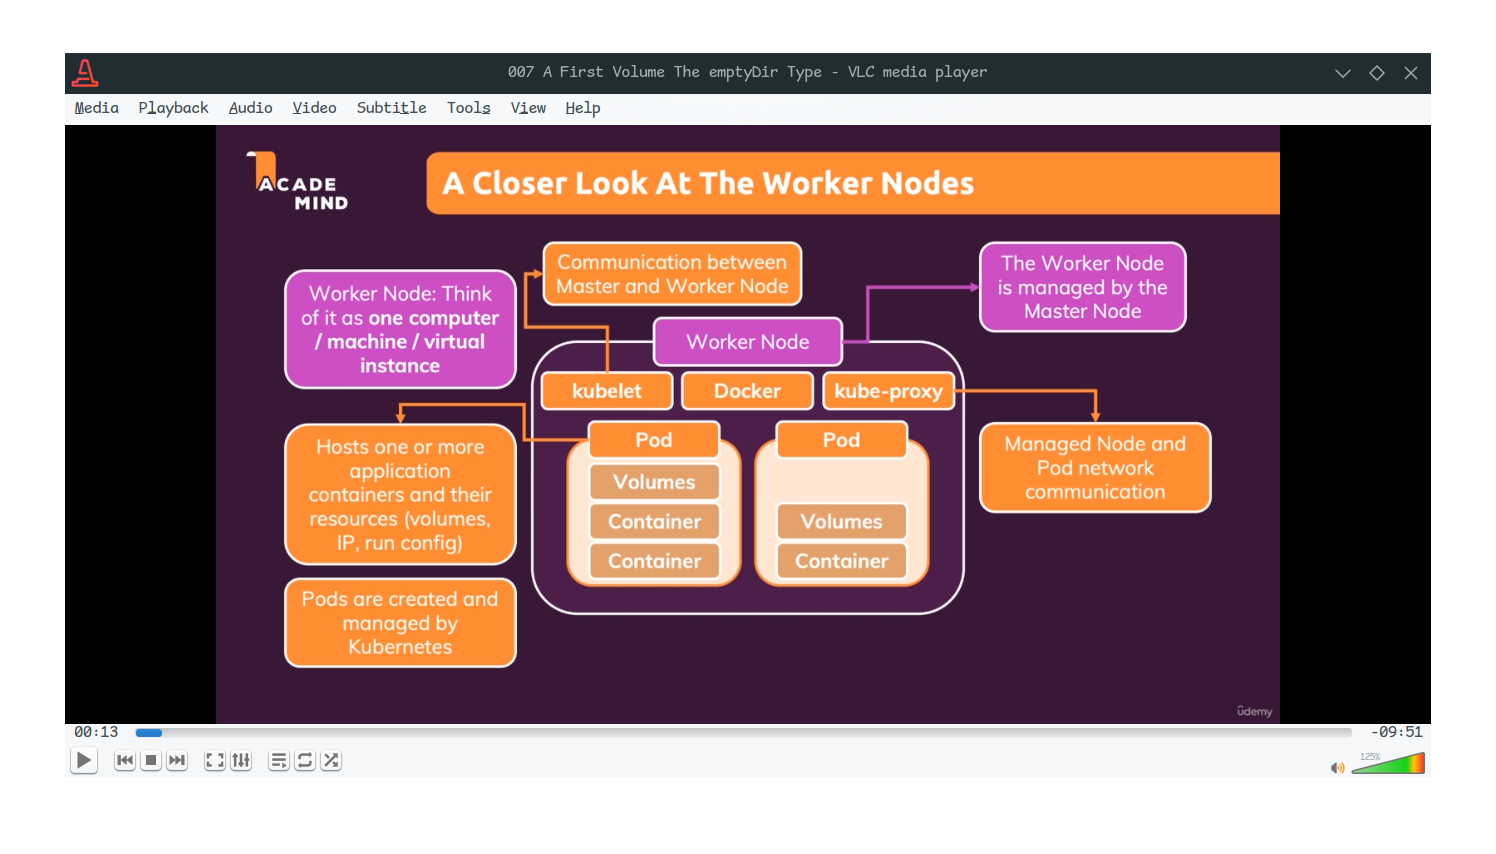 007 A First Volume The emptyDir Type - VLC media player
Media Playback Audio Video Subtitle Tools View Help
ACADE
MIND
A Closer Look At The Worker Nodes
Communication between
Master and Worker Node
The Worker Node
is managed by the
Master Node
Worker Node: Think
of it as one computer
/ machine / virtual
instance
Worker Node
kubelet
Docker
kube-proxy
Hosts one or more
application
containers and their
resources (volumes,
IP, run config)
Pod
Volumes
Container
Container
Pod
Volumes
Container
Managed Node and
Pod network
communication
Pods are created and
managed by
Kubernetes
ûdemy
00:13
-09:51
125%